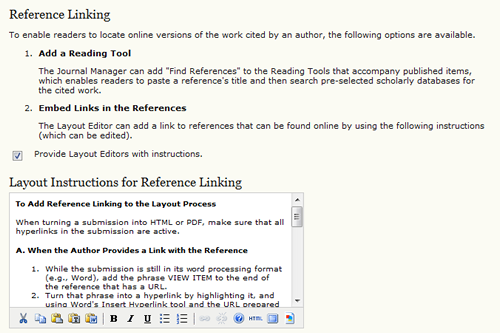 Reference Linking
To enable readers to locate online versions of the work cited by an author, the following options are available.
1. Add a Reading Tool
The Journal Manager can add "Find References" to the Reading Tools that accompany published items,
which enables readers to paste a reference's title and then search pre-selected scholarly databases for
the cited work.
2. Embed Links in the References
The Layout Editor can add a link to references that can be found online by using the following instructions
(which can be edited).
Provide Layout Editors with instructions.
Layout Instructions for Reference Linking
To Add Reference Linking to the Layout Process
When turning a submission into HTML or PDF, make sure that all
hyperlinks in the submission are active.
A. When the Author Provides a Link with the Reference
1. While the submission is still in its word processing format
(e.g., Word), add the phrase VIEW ITEM to the end of
the reference that has a URL.
2. Turn that phrase into a hyperlink by highlighting it, and
using Word's Insert Hyperlink tool and the URL prepared
B I U HTML